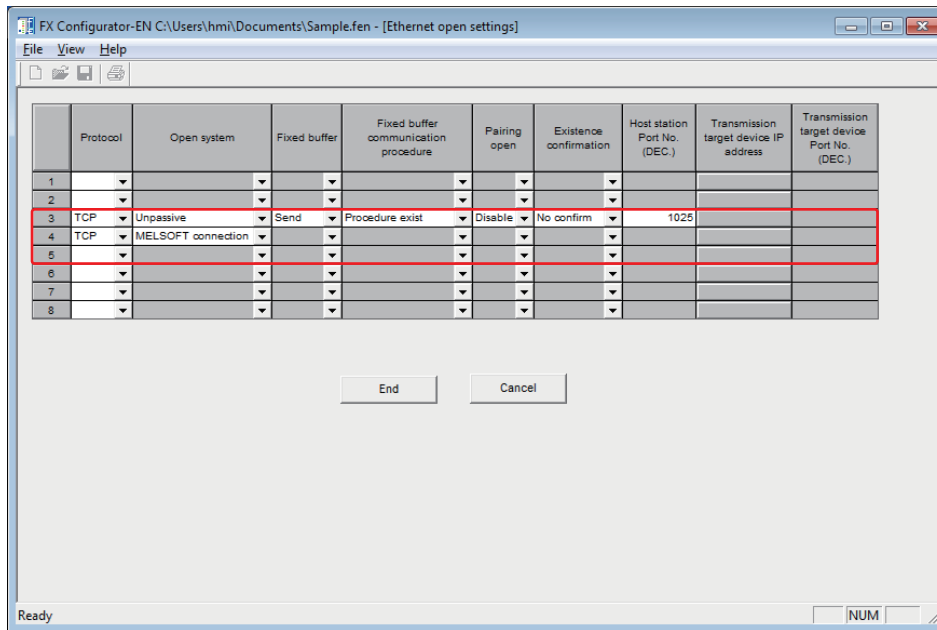 FX Configurator-EN C:\Users\hmi\Documents\Sample.fen - [Ethernet open settings]
File View Help
Protocol Open system Fixed buffer Fixed buffer communication procedure Pairing open Existence confirmation Host station Port No. (DEC.) Transmission target device IP address Transmission target device Port No. (DEC.)
1
2
3 TCP Unpassive Send Procedure exist Disable No confirm 1025
4 TCP MELSOFT connection
5
6
7
8
End Cancel
Ready NUM